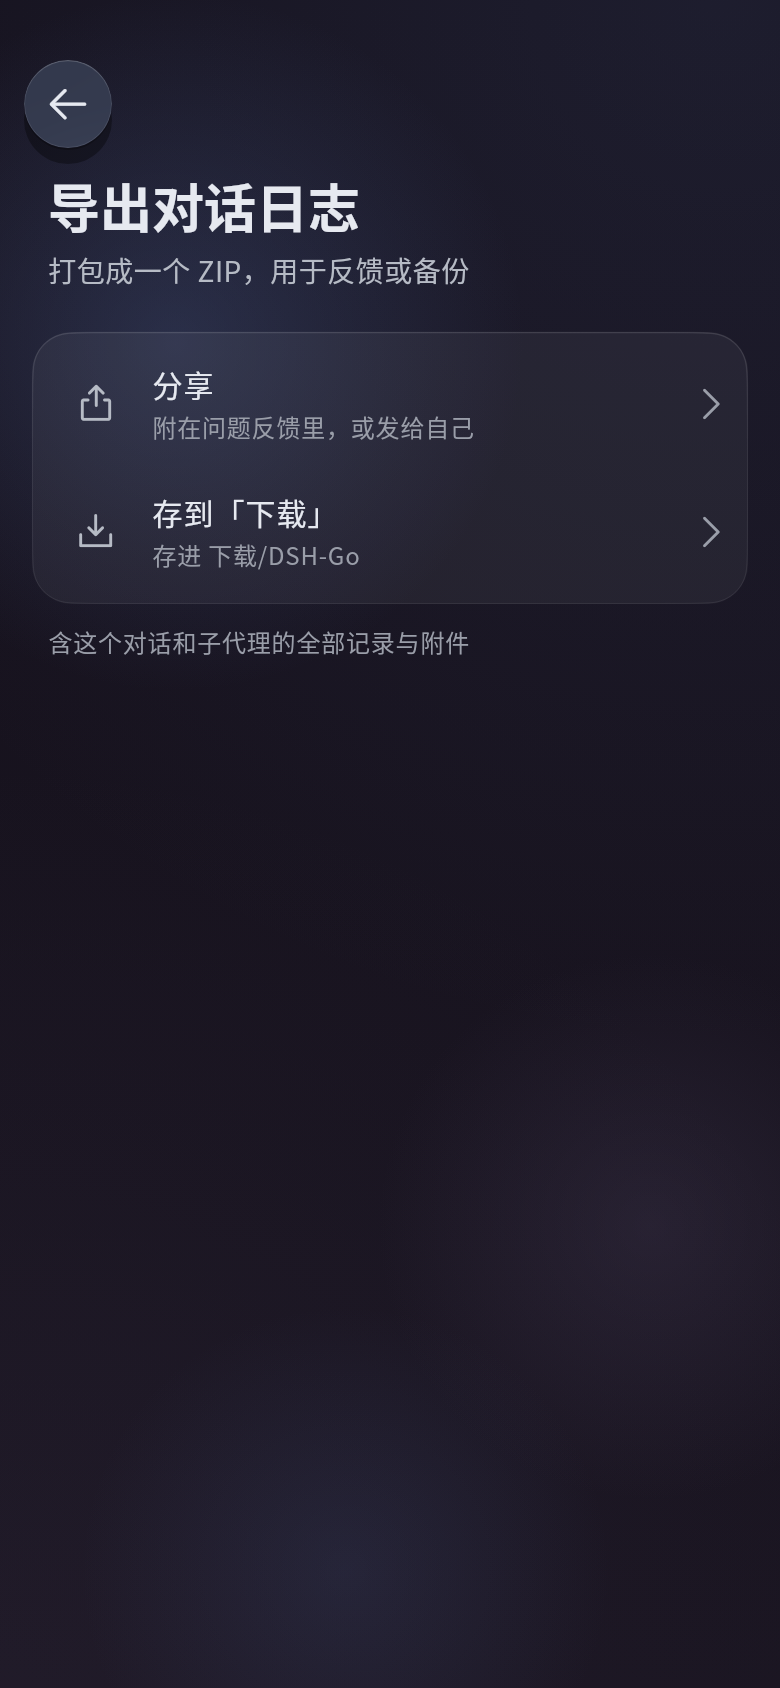 导出对话日志
打包成一个 ZIP，用于反馈或备份
分享
附在问题反馈里，或发给自己
存到「下载」
存进 下载/DSH-Go
含这个对话和子代理的全部记录与附件